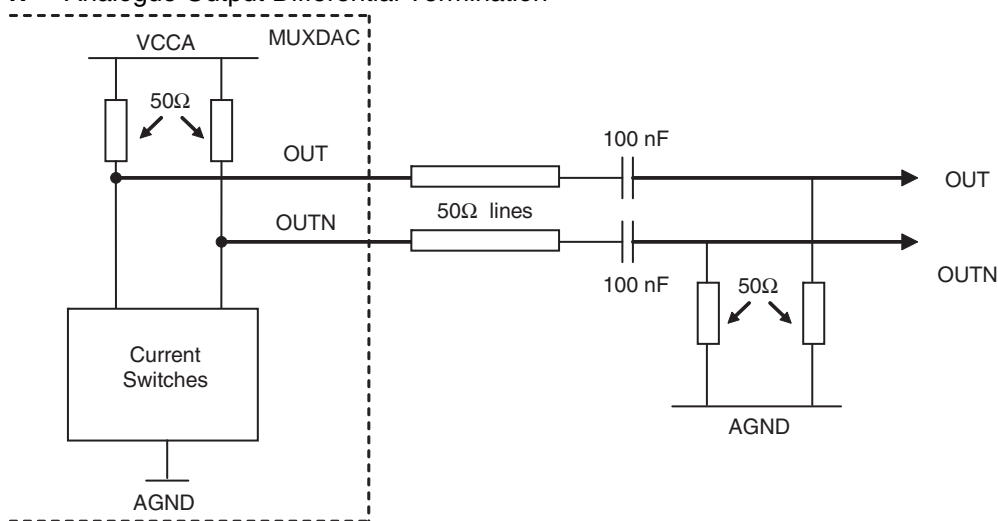 Analogue Output Differential Termination
VCCA
MUXDAC
50Ω
OUT
100 nF
OUT
50Ω lines
OUTN
OUTN
100 nF
50Ω
Current
Switches
AGND
AGND